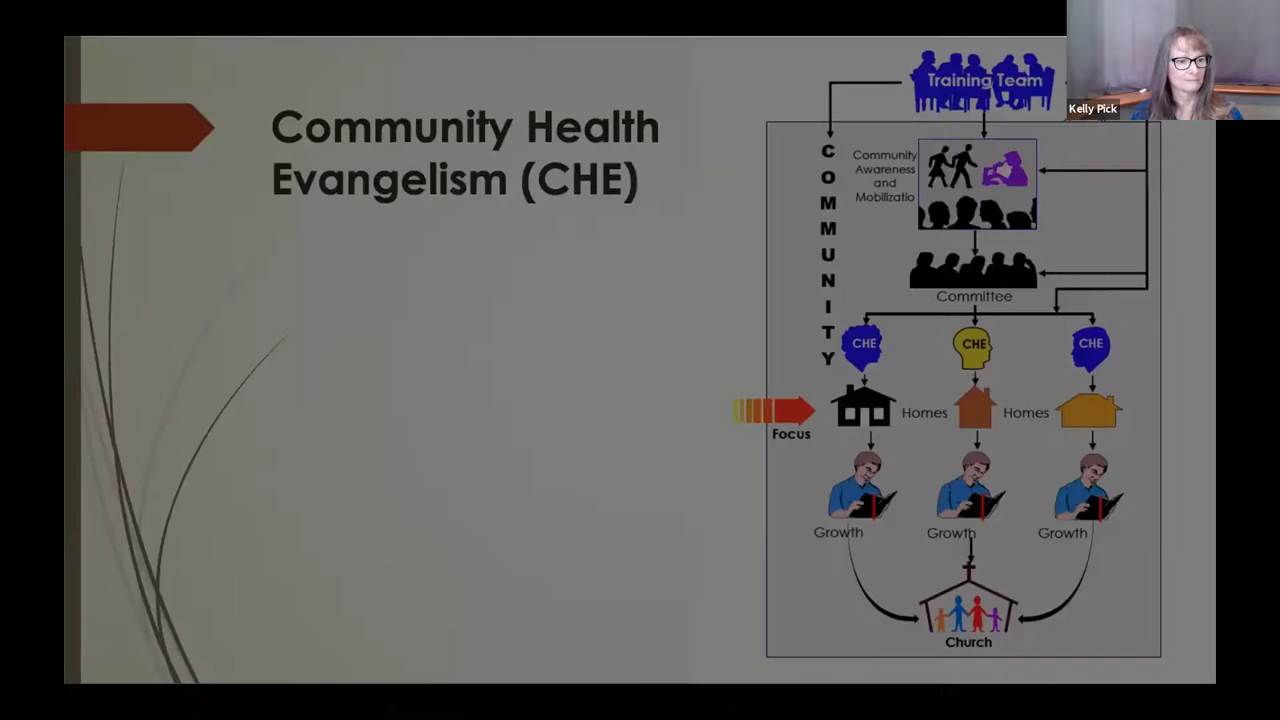 Community Health
Evangelism (CHE)
Training Team
Kelly Pick
COMMUNITY
Community
Awareness
and
Mobilizatio
Committee
CHE CHE CHE
Homes Homes
Focus
Growth Growth Growth
Church